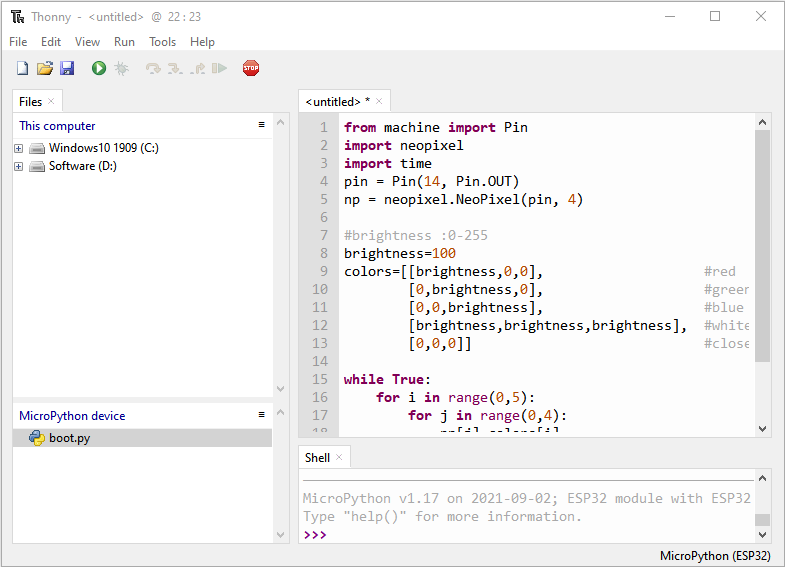 Thonny - <untitled> @ 22:23
File Edit View Run Tools Help
STOP
Files
This computer
Windows10 1909 (C:)
Software (D:)
MicroPython device
boot.py
<untitled> *
1 from machine import Pin
2 import neopixel
3 import time
4 pin = Pin(14, Pin.OUT)
5 np = neopixel.NeoPixel(pin, 4)
6
7 #brightness :0-255
8 brightness=100
9 colors=[[brightness,0,0], #red
10 [0,brightness,0], #green
11 [0,0,brightness], #blue
12 [brightness,brightness,brightness], #white
13 [0,0,0]] #close
14
15 while True:
16 for i in range(0,5):
17 for j in range(0,4):
Shell
MicroPython v1.17 on 2021-09-02; ESP32 module with ESP32
Type "help()" for more information.
>>>
MicroPython (ESP32)